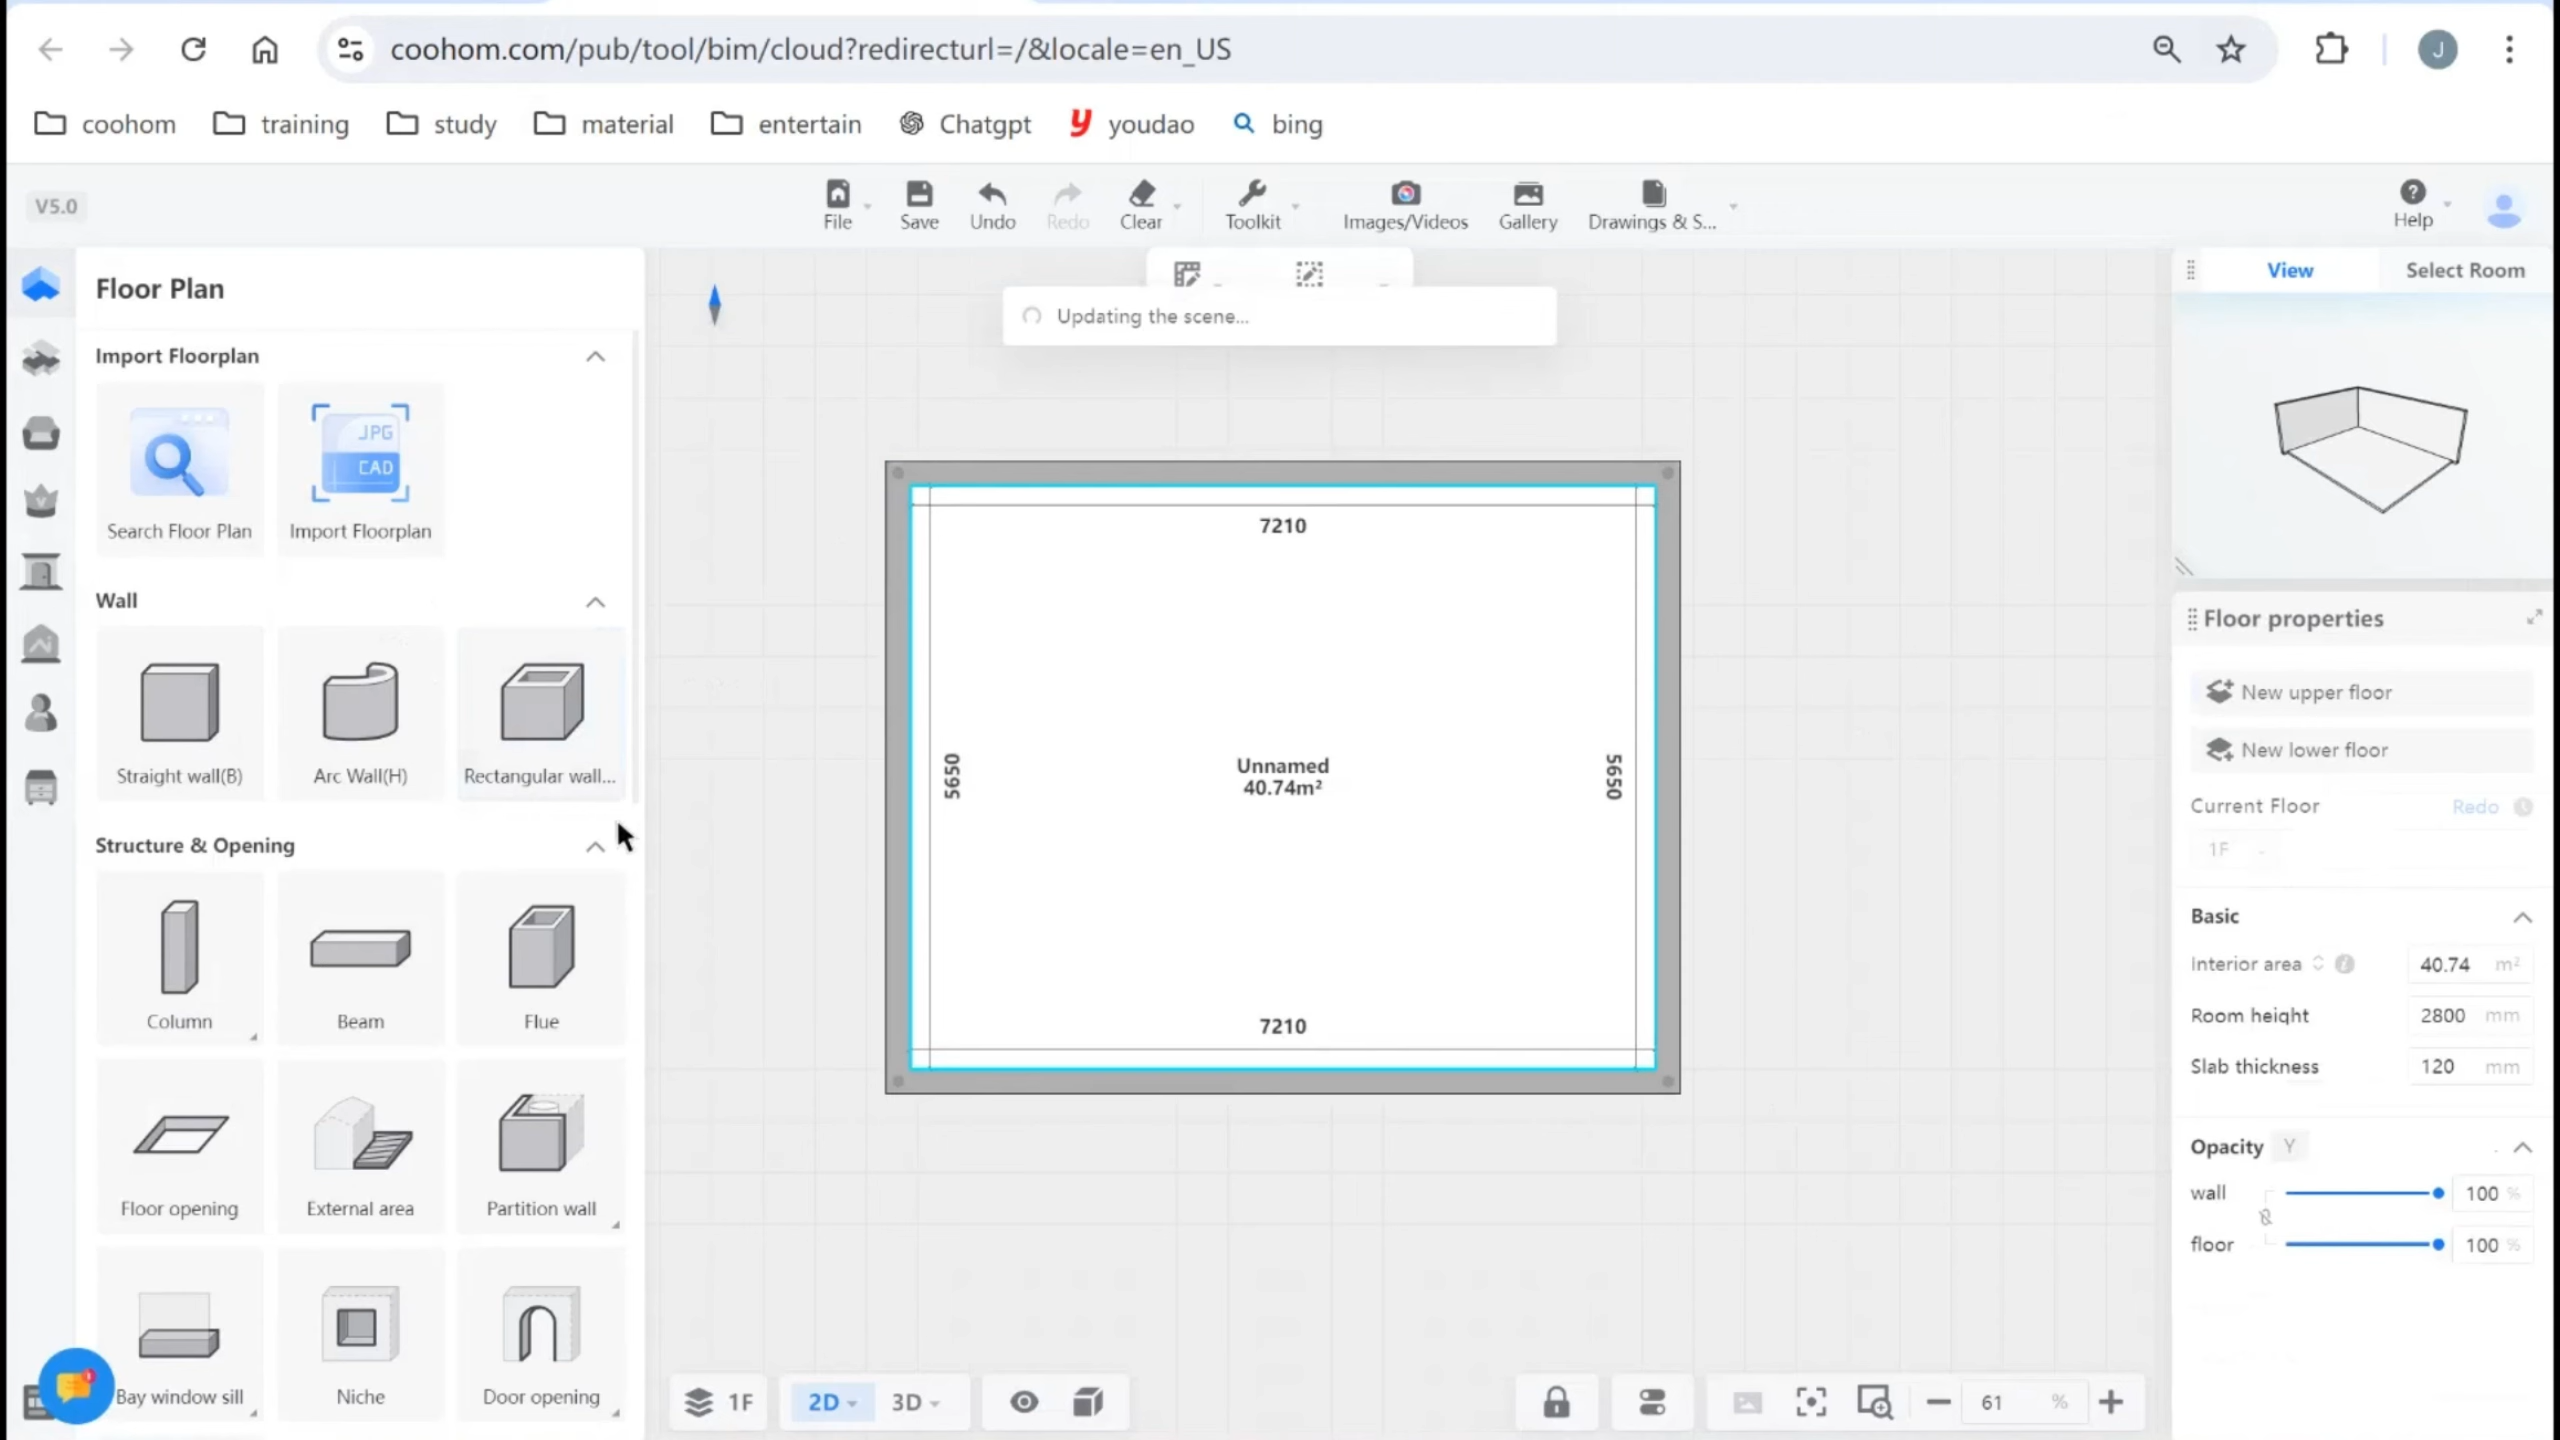 coohom.com/pub/tool/bim/cloud?redirecturl=/&locale=en_US
J
coohom training study material entertain Chatgpt youdao bing
V5.0
File Save Undo Redo Clear Toolkit Images/Videos Gallery Drawings & S... Help
Floor Plan
Import Floorplan
JPG
CAD
Search Floor Plan Import Floorplan
Wall
Straight wall(B) Arc Wall(H) Rectangular wall...
Structure & Opening
Column Beam Flue
Floor opening External area Partition wall
Bay window sill Niche Door opening
Updating the scene...
7210
5650
Unnamed
40.74m²
5650
7210
1F 2D 3D
61 %
View Select Room
Floor properties
New upper floor
New lower floor
Current Floor Redo
1F
Basic
Interior area 40.74 m²
Room height 2800 mm
Slab thickness 120 mm
Opacity Y
wall 100 %
floor 100 %